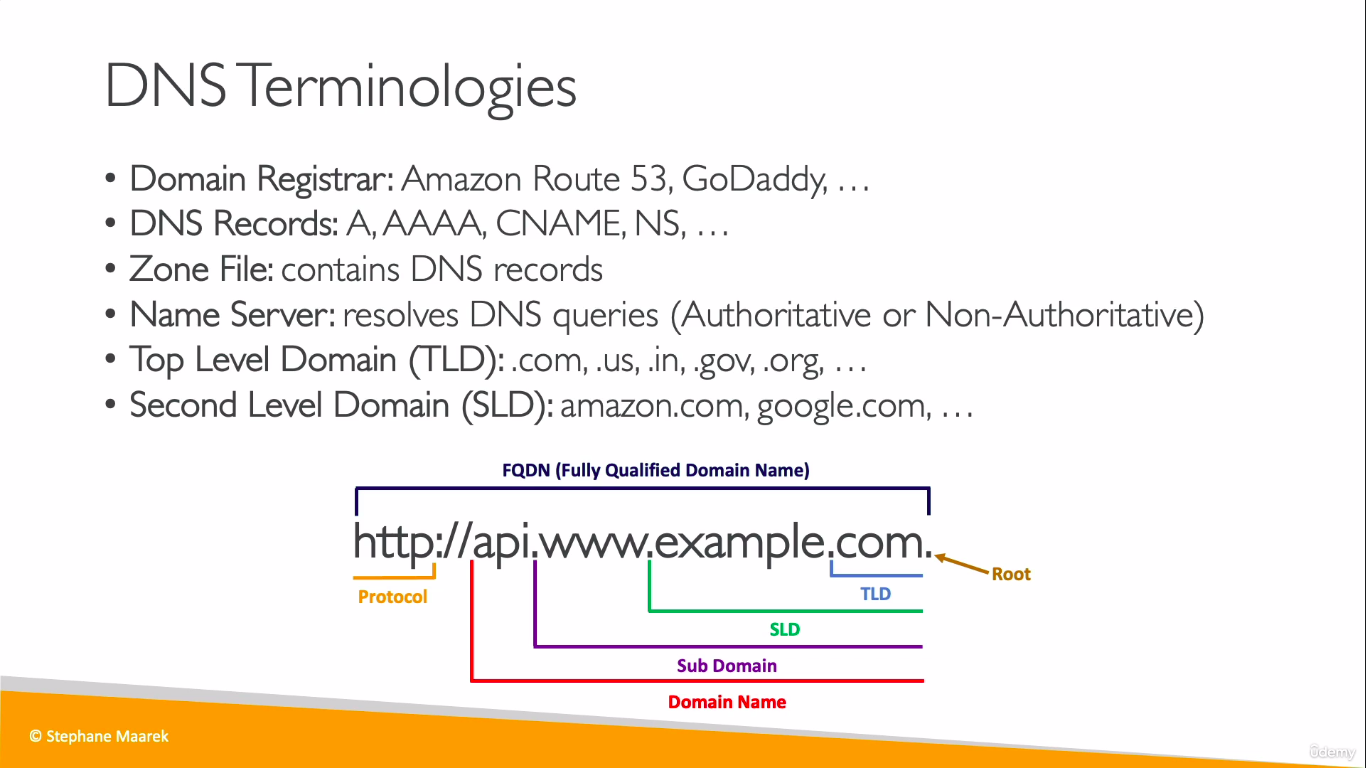 DNS Terminologies
• Domain Registrar: Amazon Route 53, GoDaddy, …
• DNS Records: A, AAAA, CNAME, NS, …
• Zone File: contains DNS records
• Name Server: resolves DNS queries (Authoritative or Non-Authoritative)
• Top Level Domain (TLD): .com, .us, .in, .gov, .org, …
• Second Level Domain (SLD): amazon.com, google.com, …
FQDN (Fully Qualified Domain Name)
http://api.www.example.com.
Root
Protocol
TLD
SLD
Sub Domain
Domain Name
© Stephane Maarek
ûdemy